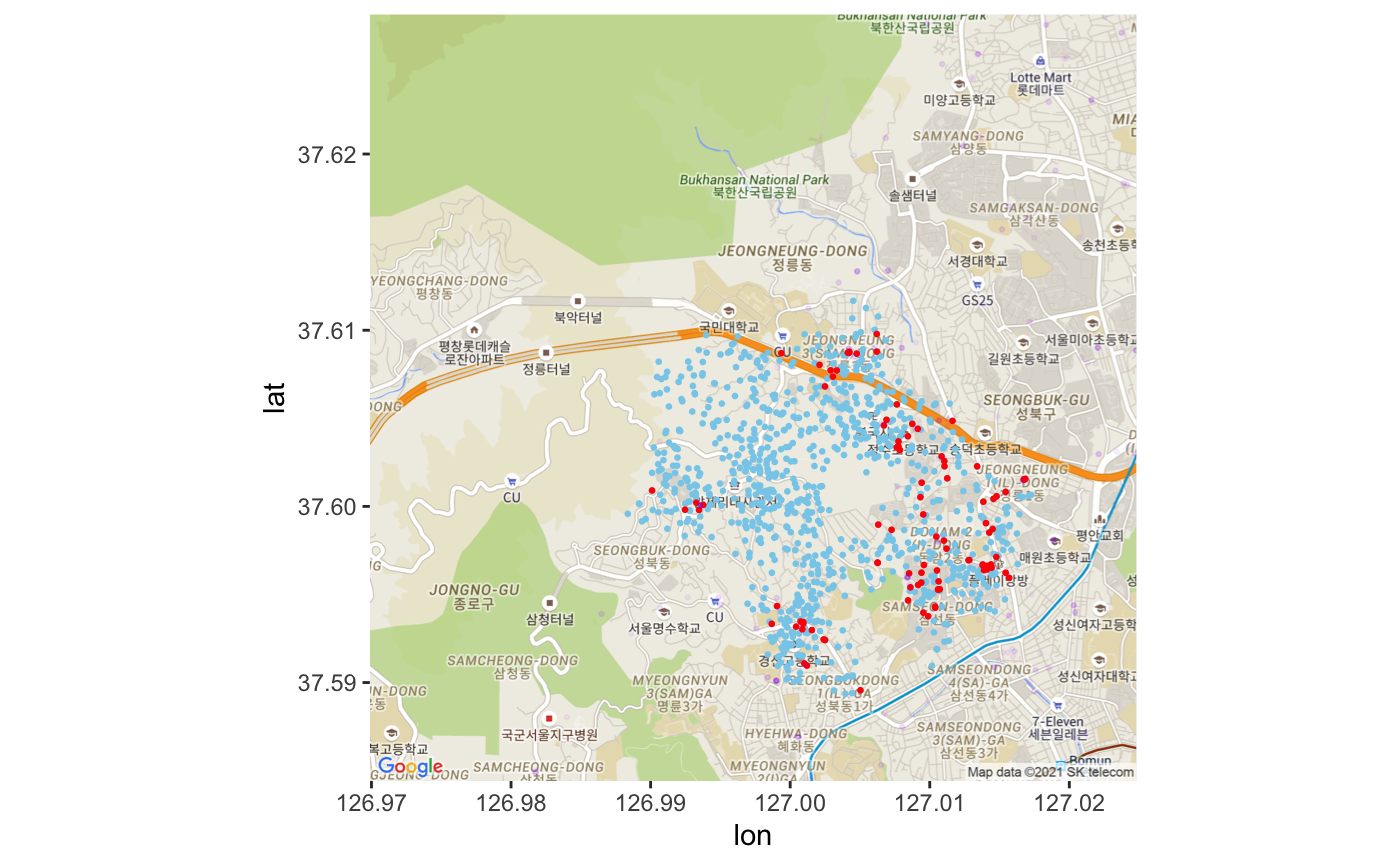 Bukhansan National Park
북한산국립공원
Lotte Mart
롯데마트
미양고등학교
SAMYANG-DONG
삼양동
37.62
Bukhansan National Park
북한산국립공원
솔샘터널
SAMGAKSAN-DONG
삼각산동
송천초등학
JEONGNEUNG-DONG
정릉동
서경대학교
YEONGCHANG-DONG
평창동
GS25
북악터널
국민대학교
37.61
서울미아초등학교
평창롯데캐슬
로잔아파트
정릉터널
CU
JEONGNEUNG
길원초등학교
SEONGBUK-GU
성북구
DONG
lat
숭덕초등학교
JEONGNEUNG
1(IL)-DONG
CU
37.60
평안교회
DONAM 2
매원초등학교
SEONGBUK-DONG
성북동
JONGNO-GU
종로구
CU
삼청터널
서울명수초등학교
SAMSEON-DONG
삼선동
성신여자고등학
SAMCHEONG-DONG
삼청동
37.59
MYEONGNYUN
3(SAM)GA
명륜3가
SEONGBUKDONG
1(IL)-GA
성북동1가
SAMSEONDONG
4(SA)-GA
삼선동4가
성신여자대학교
N-DONG
국군서울지구병원
복고등학교
HYEHWA-DONG
혜화동
SAMSEONDONG
3(SAM)-GA
삼선동3가
7-Eleven
세븐일레븐
Google
GJEONGDONG
SAMCHEONG-DONG
삼청동
MYEONGNYUN
2(I)GA
Bomun
Map data ©2021 SK telecom
126.97
126.98
126.99
127.00
127.01
127.02
lon